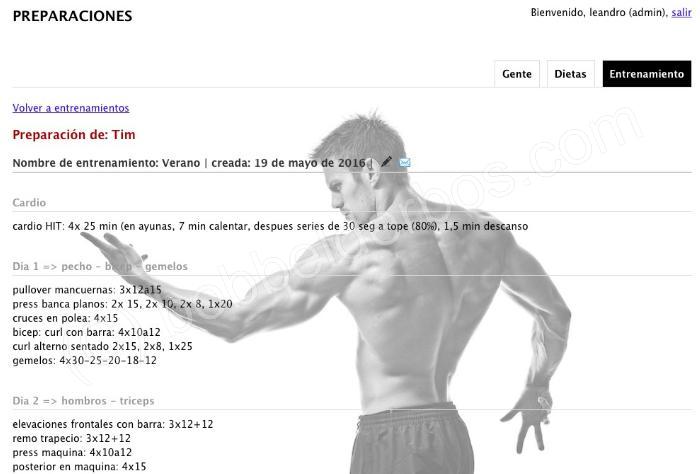 PREPARACIONES
Bienvenido, leandro (admin), salir
Gente
Dietas
Entrenamiento
Volver a entrenamientos
Preparación de: Tim
Nombre de entrenamiento: Verano | creada: 19 de mayo de 2016
Cardio
cardio HIT: 4x 25 min (en ayunas, 7 min calentar, despues series de 30 seg a tope (80%), 1,5 min descanso
Dia 1 => pecho - bicep - gemelos
pullover mancuernas: 3x12a15
press banca planos: 2x 15, 2x 10, 2x 8, 1x20
cruces en polea: 4x15
bicep: curl con barra: 4x10a12
curl alterno sentado 2x15, 2x8, 1x25
gemelos: 4x30-25-20-18-12
Dia 2 => hombros - triceps
elevaciones frontales con barra: 3x12+12
remo trapecio: 3x12+12
press maquina: 4x10a12
posterior en maquina: 4x15